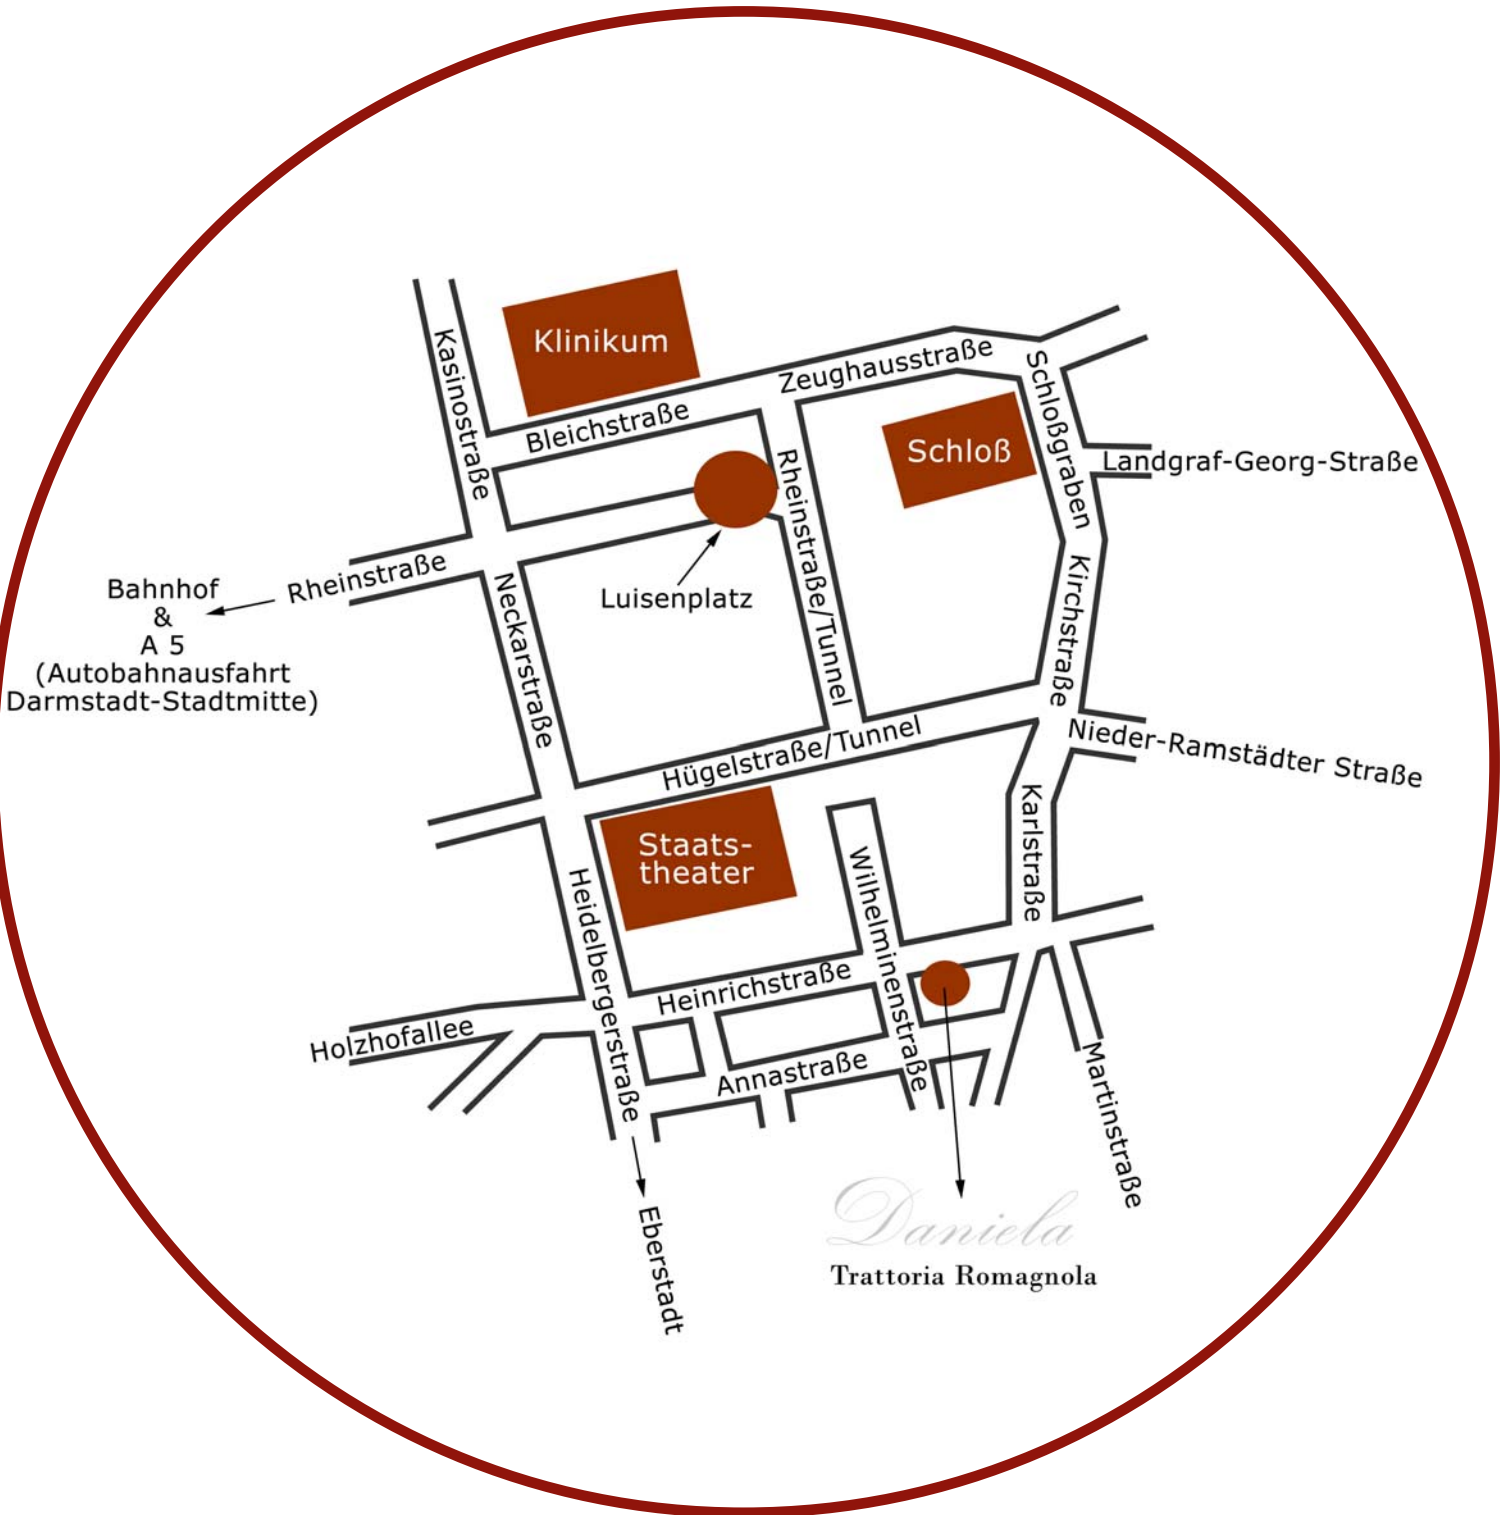 Klinikum
Kasinostraße
Bleichstraße
Zeughausstraße
Schloßgraben
Schloß
Landgraf-Georg-Straße
Rheinstraße/Tunnel
Rheinstraße
Bahnhof
&
A 5
(Autobahnausfahrt
Darmstadt-Stadtmitte)
Luisenplatz
Neckarstraße
Kirchstraße
Hügelstraße/Tunnel
Nieder-Ramstädter Straße
Staats-
theater
Karlstraße
Wilhelminenstraße
Heidelbergerstraße
Heinrichstraße
Holzhofallee
Annastraße
Martinstraße
Eberstadt
Daniela
Trattoria Romagnola